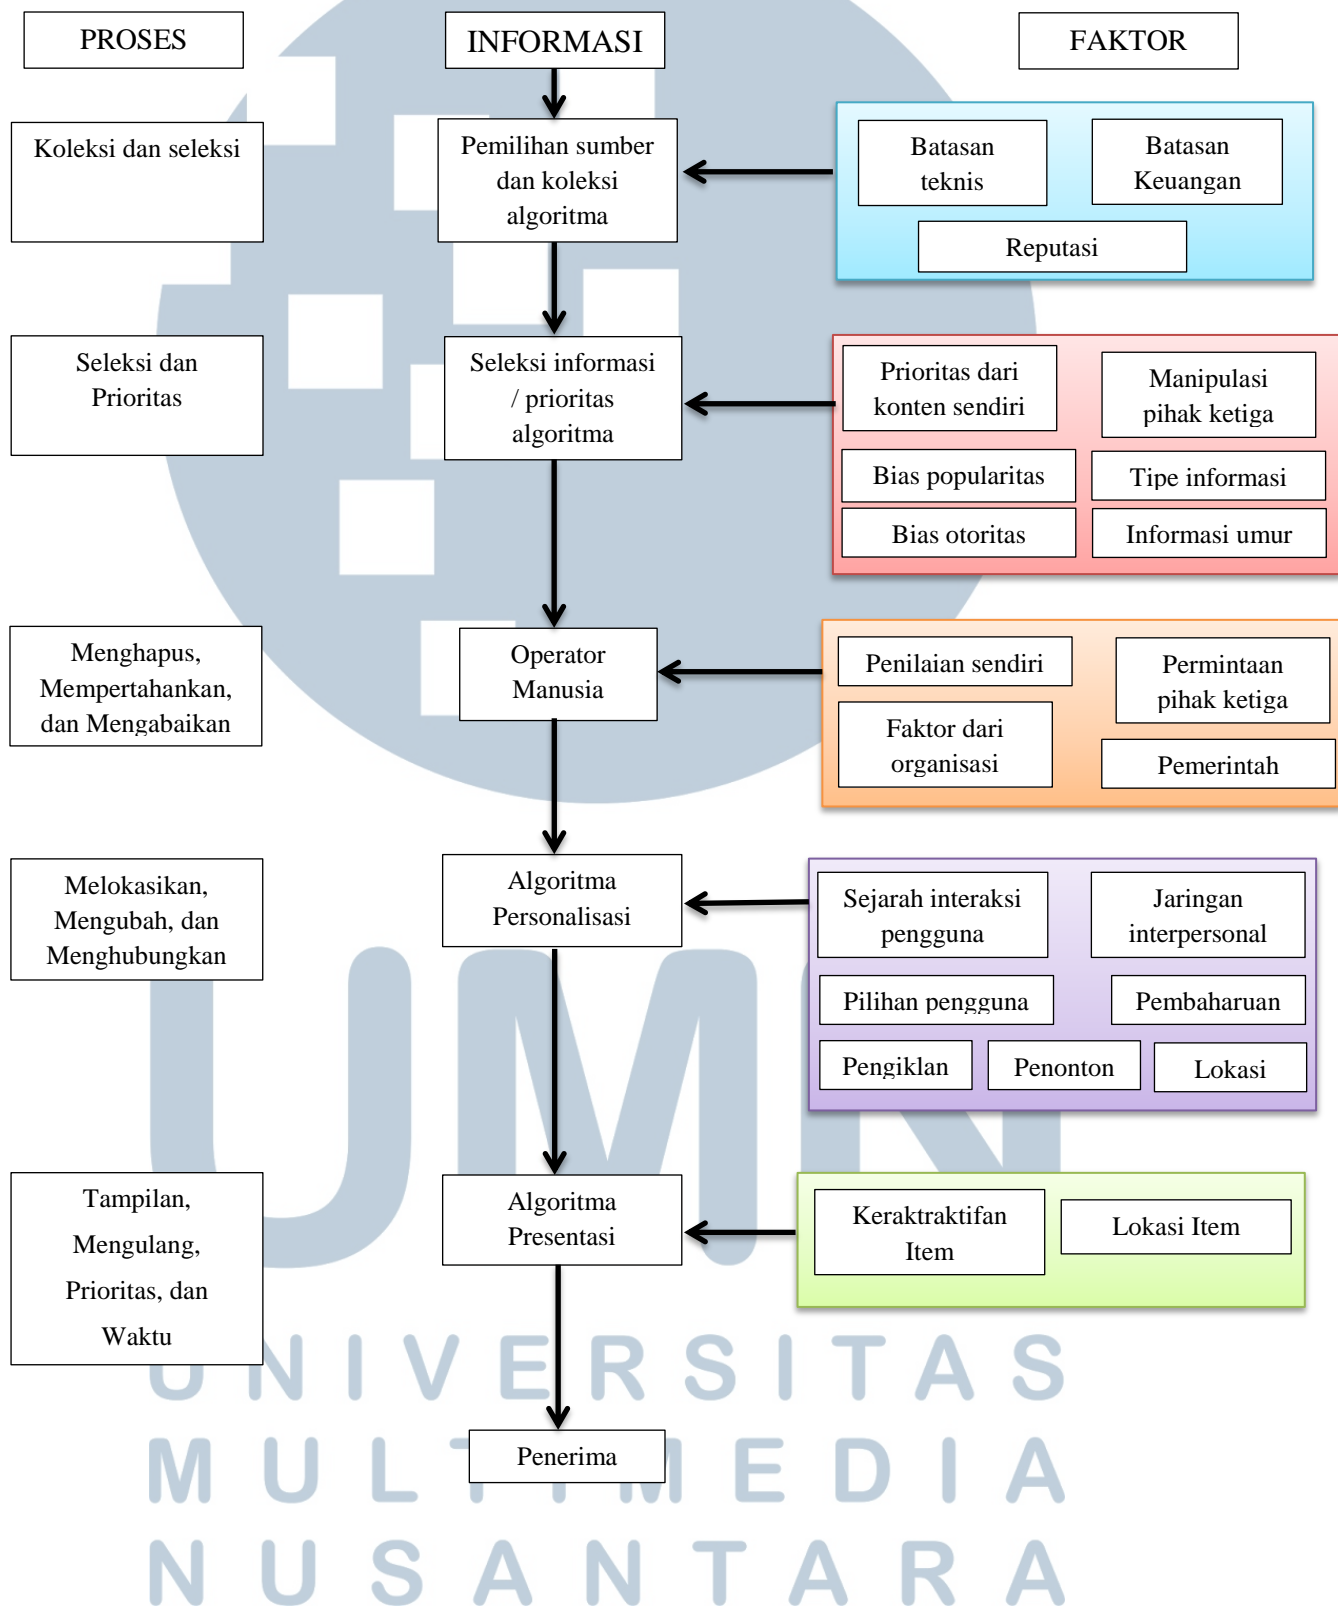 PROSES
INFORMASI
FAKTOR
Koleksi dan seleksi
Pemilihan sumber
dan koleksi
algoritma
Batasan
teknis
Batasan
Keuangan
Reputasi
Seleksi dan
Prioritas
Seleksi informasi
/ prioritas
algoritma
Prioritas dari
konten sendiri
Manipulasi
pihak ketiga
Bias popularitas
Tipe informasi
Bias otoritas
Informasi umur
Menghapus,
Mempertahankan,
dan Mengabaikan
Operator
Manusia
Penilaian sendiri
Permintaan
pihak ketiga
Faktor dari
organisasi
Pemerintah
Melokasikan,
Mengubah, dan
Menghubungkan
Algoritma
Personalisasi
Sejarah interaksi
pengguna
Jaringan
interpersonal
Pilihan pengguna
Pembaharuan
Pengiklan
Penonton
Lokasi
Tampilan,
Mengulang,
Prioritas, dan
Waktu
Algoritma
Presentasi
Keraktraktifan
Item
Lokasi Item
Penerima
UMN
UNIVERSITAS
MULTIMEDIA
NUSANTARA